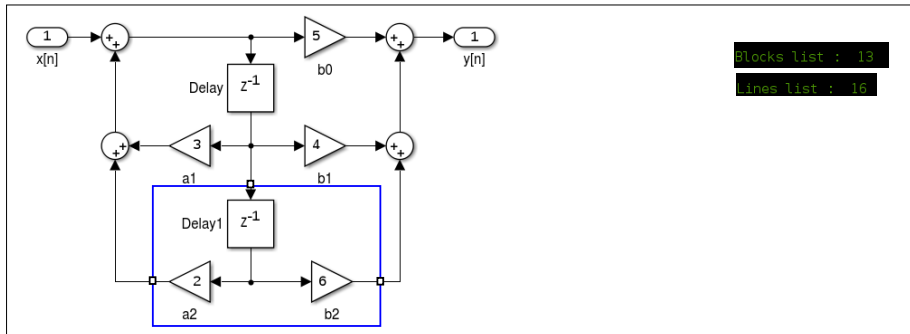 1
x[n]
+
+
5
b0
+
+
1
y[n]
Delay
z-1
+
+
3
a1
4
b1
+
+
Delay1
z-1
2
a2
6
b2
Blocks list : 13
Lines list : 16